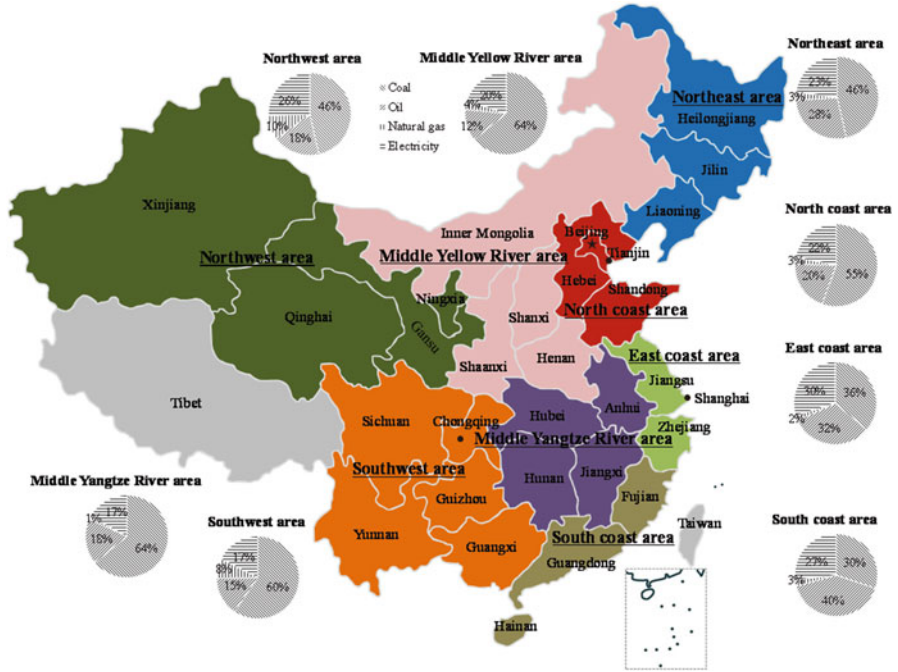 Northwest area
26%
46%
10%
18%
Coal
Oil
Natural gas
Electricity
Middle Yellow River area
20%
4%
12%
64%
Northeast area
23%
46%
3%
28%
Northeast area
Heilongjiang
Jilin
Liaoning
Xinjiang
Northwest area
Qinghai
Gansu
Ningxia
Inner Mongolia
Middle Yellow River area
Shanxi
Shaanxi
Henan
Beijing
Tianjin
Hebei
Shandong
North coast area
North coast area
22%
3%
20%
55%
East coast area
Jiangsu
Shanghai
Zhejiang
East coast area
30%
36%
2%
32%
Tibet
Sichuan
Chongqing
Southwest area
Guizhou
Yunnan
Guangxi
Hubei
Anhui
Middle Yangtze River area
Hunan
Jiangxi
Fujian
South coast area
Guangdong
Hainan
Taiwan
Middle Yangtze River area
17%
1%
18%
64%
Southwest area
17%
8%
15%
60%
South coast area
27%
30%
3%
40%